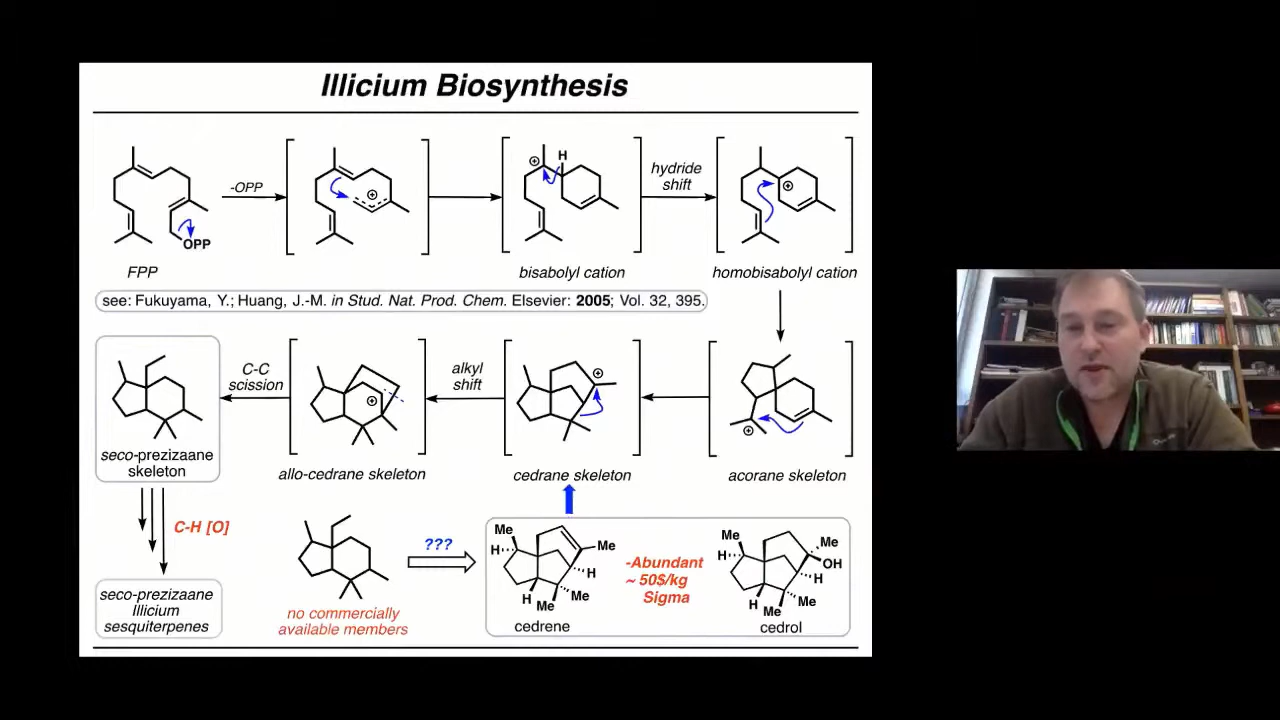 Illicium Biosynthesis
-OPP
OPP
H
hydride
shift
FPP
bisabolyl cation
homobisabolyl cation
see: Fukuyama, Y.; Huang, J.-M. in Stud. Nat. Prod. Chem. Elsevier: 2005; Vol. 32, 395.
C-C
scission
alkyl
shift
seco-prezizaane
skeleton
allo-cedrane skeleton
cedrane skeleton
acorane skeleton
C-H [O]
seco-prezizaane
Illicium
sesquiterpenes
no commercially
available members
???
Me
H
Me
H
H
Me
Me
cedrene
-Abundant
~ 50$/kg
Sigma
Me
H
Me
OH
H
H
Me
Me
cedrol